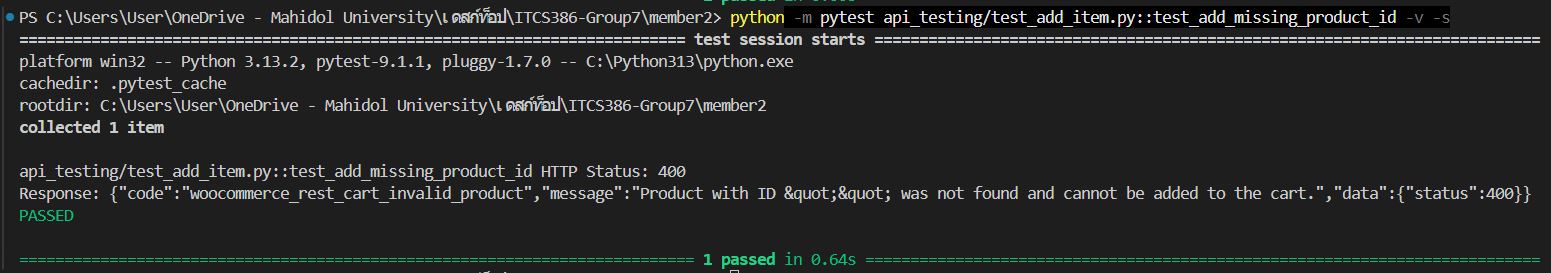 PS C:\Users\User\OneDrive - Mahidol University\เดสก์ท็อป\ITCS386-Group7\member2> python -m pytest api_testing/test_add_item.py::test_add_missing_product_id -v -s
============================================================================ test session starts ============================================================================
platform win32 -- Python 3.13.2, pytest-9.1.1, pluggy-1.7.0 -- C:\Python313\python.exe
cachedir: .pytest_cache
rootdir: C:\Users\User\OneDrive - Mahidol University\เดสก์ท็อป\ITCS386-Group7\member2
collected 1 item
api_testing/test_add_item.py::test_add_missing_product_id HTTP Status: 400
Response: {"code":"woocommerce_rest_cart_invalid_product","message":"Product with ID &quot;&quot; was not found and cannot be added to the cart.","data":{"status":400}}
PASSED
============================================================================= 1 passed in 0.64s =============================================================================